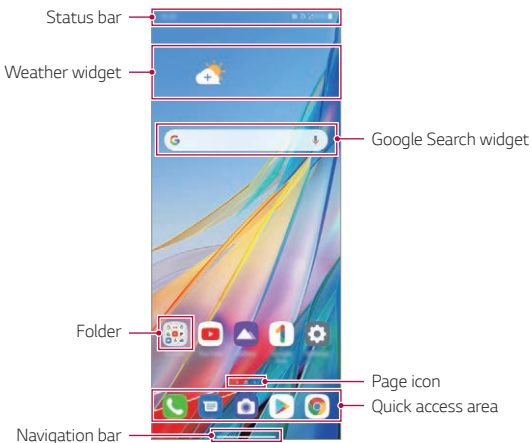 Status bar
Weather widget
Google Search widget
Folder
Page icon
Quick access area
Navigation bar